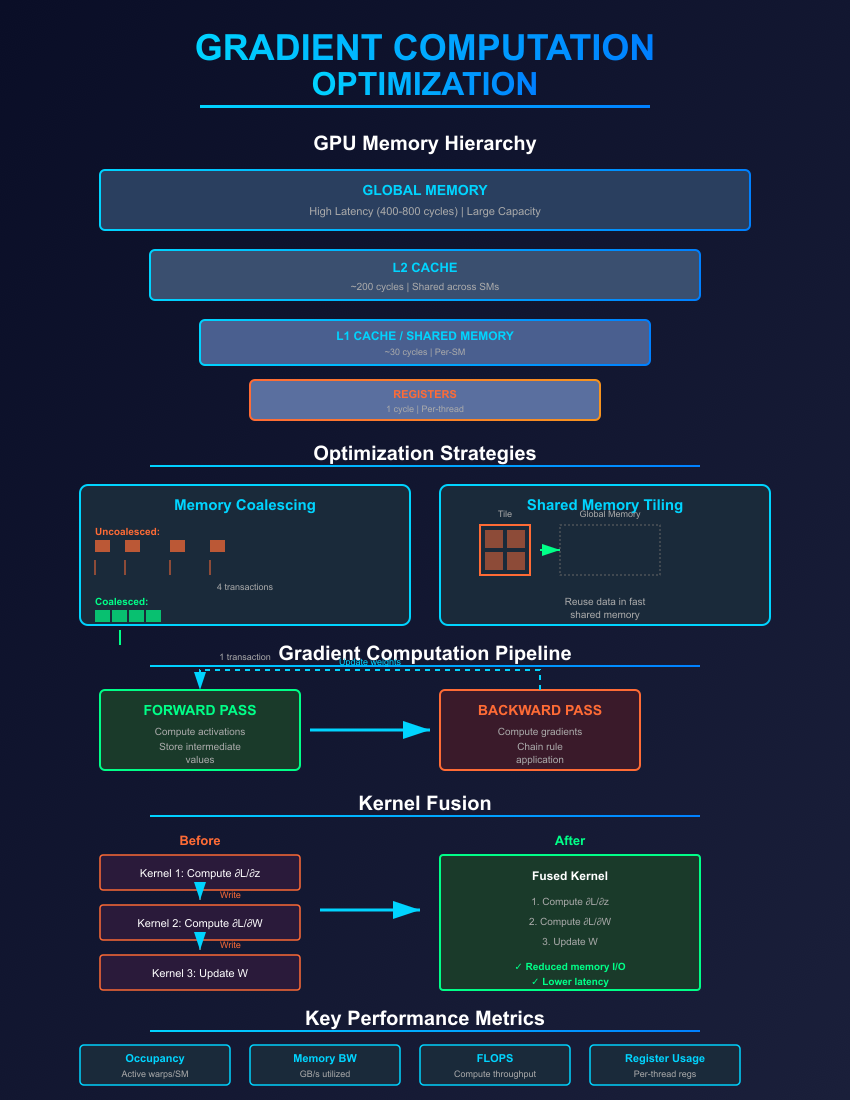 GRADIENT COMPUTATION
OPTIMIZATION
GPU Memory Hierarchy
GLOBAL MEMORY
High Latency (400-800 cycles) | Large Capacity
L2 CACHE
~200 cycles | Shared across SMs
L1 CACHE / SHARED MEMORY
~30 cycles | Per-SM
REGISTERS
1 cycle | Per-thread
Optimization Strategies
Memory Coalescing
Uncoalesced:
4 transactions
Coalesced:
1 transaction
Shared Memory Tiling
Tile
Global Memory
Reuse data in fast
shared memory
Gradient Computation Pipeline
Update weights
FORWARD PASS
Compute activations
Store intermediate
values
BACKWARD PASS
Compute gradients
Chain rule
application
Kernel Fusion
Before
Kernel 1: Compute ∂L/∂z
Write
Kernel 2: Compute ∂L/∂W
Write
Kernel 3: Update W
After
Fused Kernel
1. Compute ∂L/∂z
2. Compute ∂L/∂W
3. Update W
✓ Reduced memory I/O
✓ Lower latency
Key Performance Metrics
Occupancy
Active warps/SM
Memory BW
GB/s utilized
FLOPS
Compute throughput
Register Usage
Per-thread regs